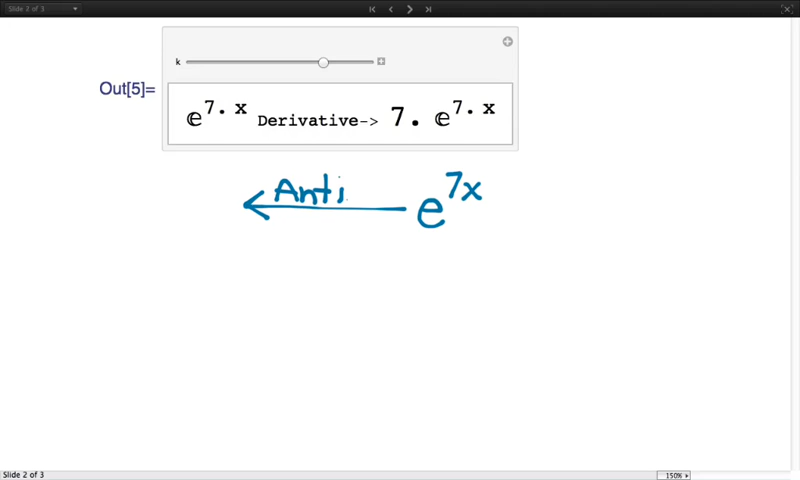 Slide 2 of 3
k
Out[5]=
e^7. x Derivative-> 7. e^7. x
Anti e^7x
Slide 2 of 3 150%